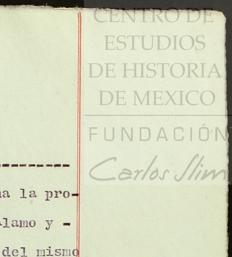 CENTRO DE
ESTUDIOS
DE HISTORIA
DE MEXICO
FUNDACIÓN
Carlos Slim
----------
a la pro-
lamo y -
del mismo